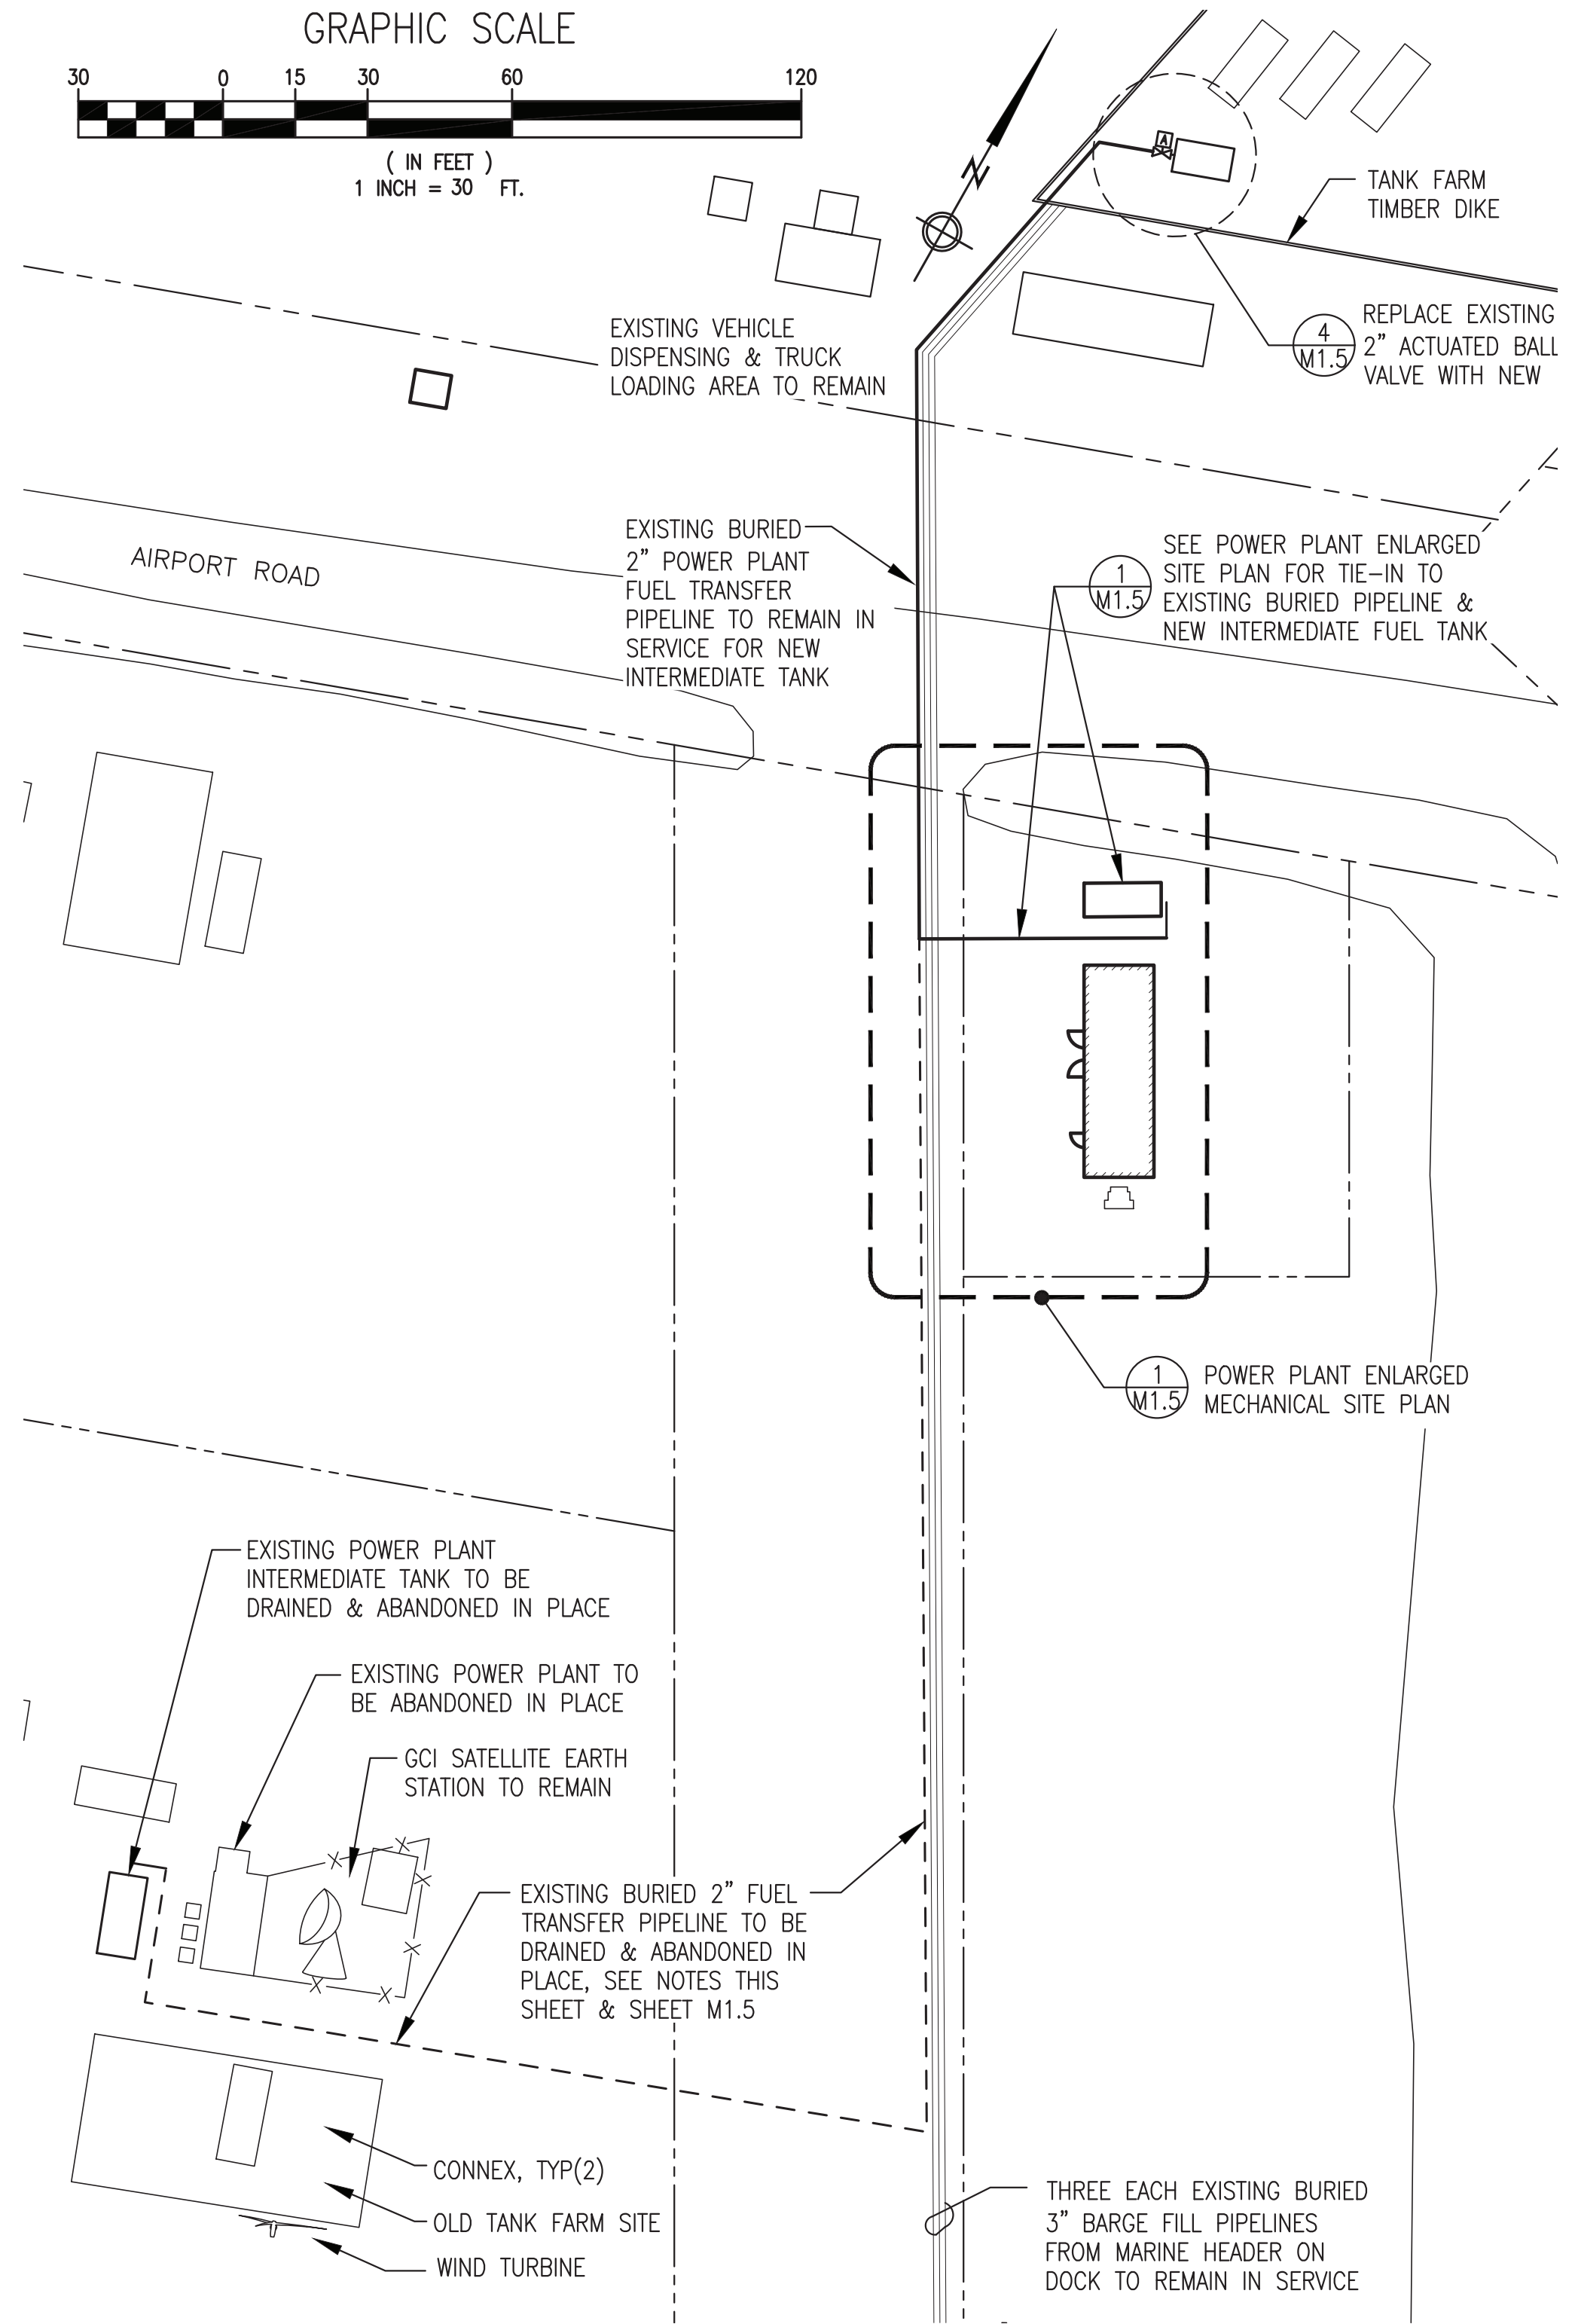 GRAPHIC SCALE
30 0 15 30 60 120
( IN FEET )
1 INCH = 30 FT.
N
A
TANK FARM
TIMBER DIKE
4
M1.5
REPLACE EXISTING
2" ACTUATED BALL
VALVE WITH NEW
EXISTING VEHICLE
DISPENSING & TRUCK
LOADING AREA TO REMAIN
AIRPORT ROAD
EXISTING BURIED
2" POWER PLANT
FUEL TRANSFER
PIPELINE TO REMAIN IN
SERVICE FOR NEW
INTERMEDIATE TANK
1
M1.5
SEE POWER PLANT ENLARGED
SITE PLAN FOR TIE-IN TO
EXISTING BURIED PIPELINE &
NEW INTERMEDIATE FUEL TANK
1
M1.5
POWER PLANT ENLARGED
MECHANICAL SITE PLAN
EXISTING POWER PLANT
INTERMEDIATE TANK TO BE
DRAINED & ABANDONED IN PLACE
EXISTING POWER PLANT TO
BE ABANDONED IN PLACE
GCI SATELLITE EARTH
STATION TO REMAIN
EXISTING BURIED 2" FUEL
TRANSFER PIPELINE TO BE
DRAINED & ABANDONED IN
PLACE, SEE NOTES THIS
SHEET & SHEET M1.5
CONNEX, TYP(2)
OLD TANK FARM SITE
WIND TURBINE
THREE EACH EXISTING BURIED
3" BARGE FILL PIPELINES
FROM MARINE HEADER ON
DOCK TO REMAIN IN SERVICE